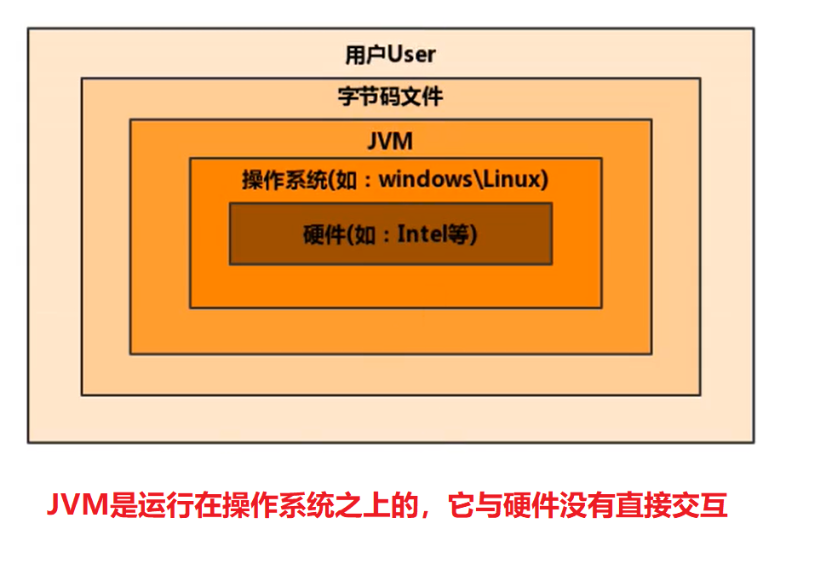 用户User
字节码文件
JVM
操作系统(如：windows\Linux)
硬件(如：Intel等)
JVM是运行在操作系统之上的，它与硬件没有直接交互